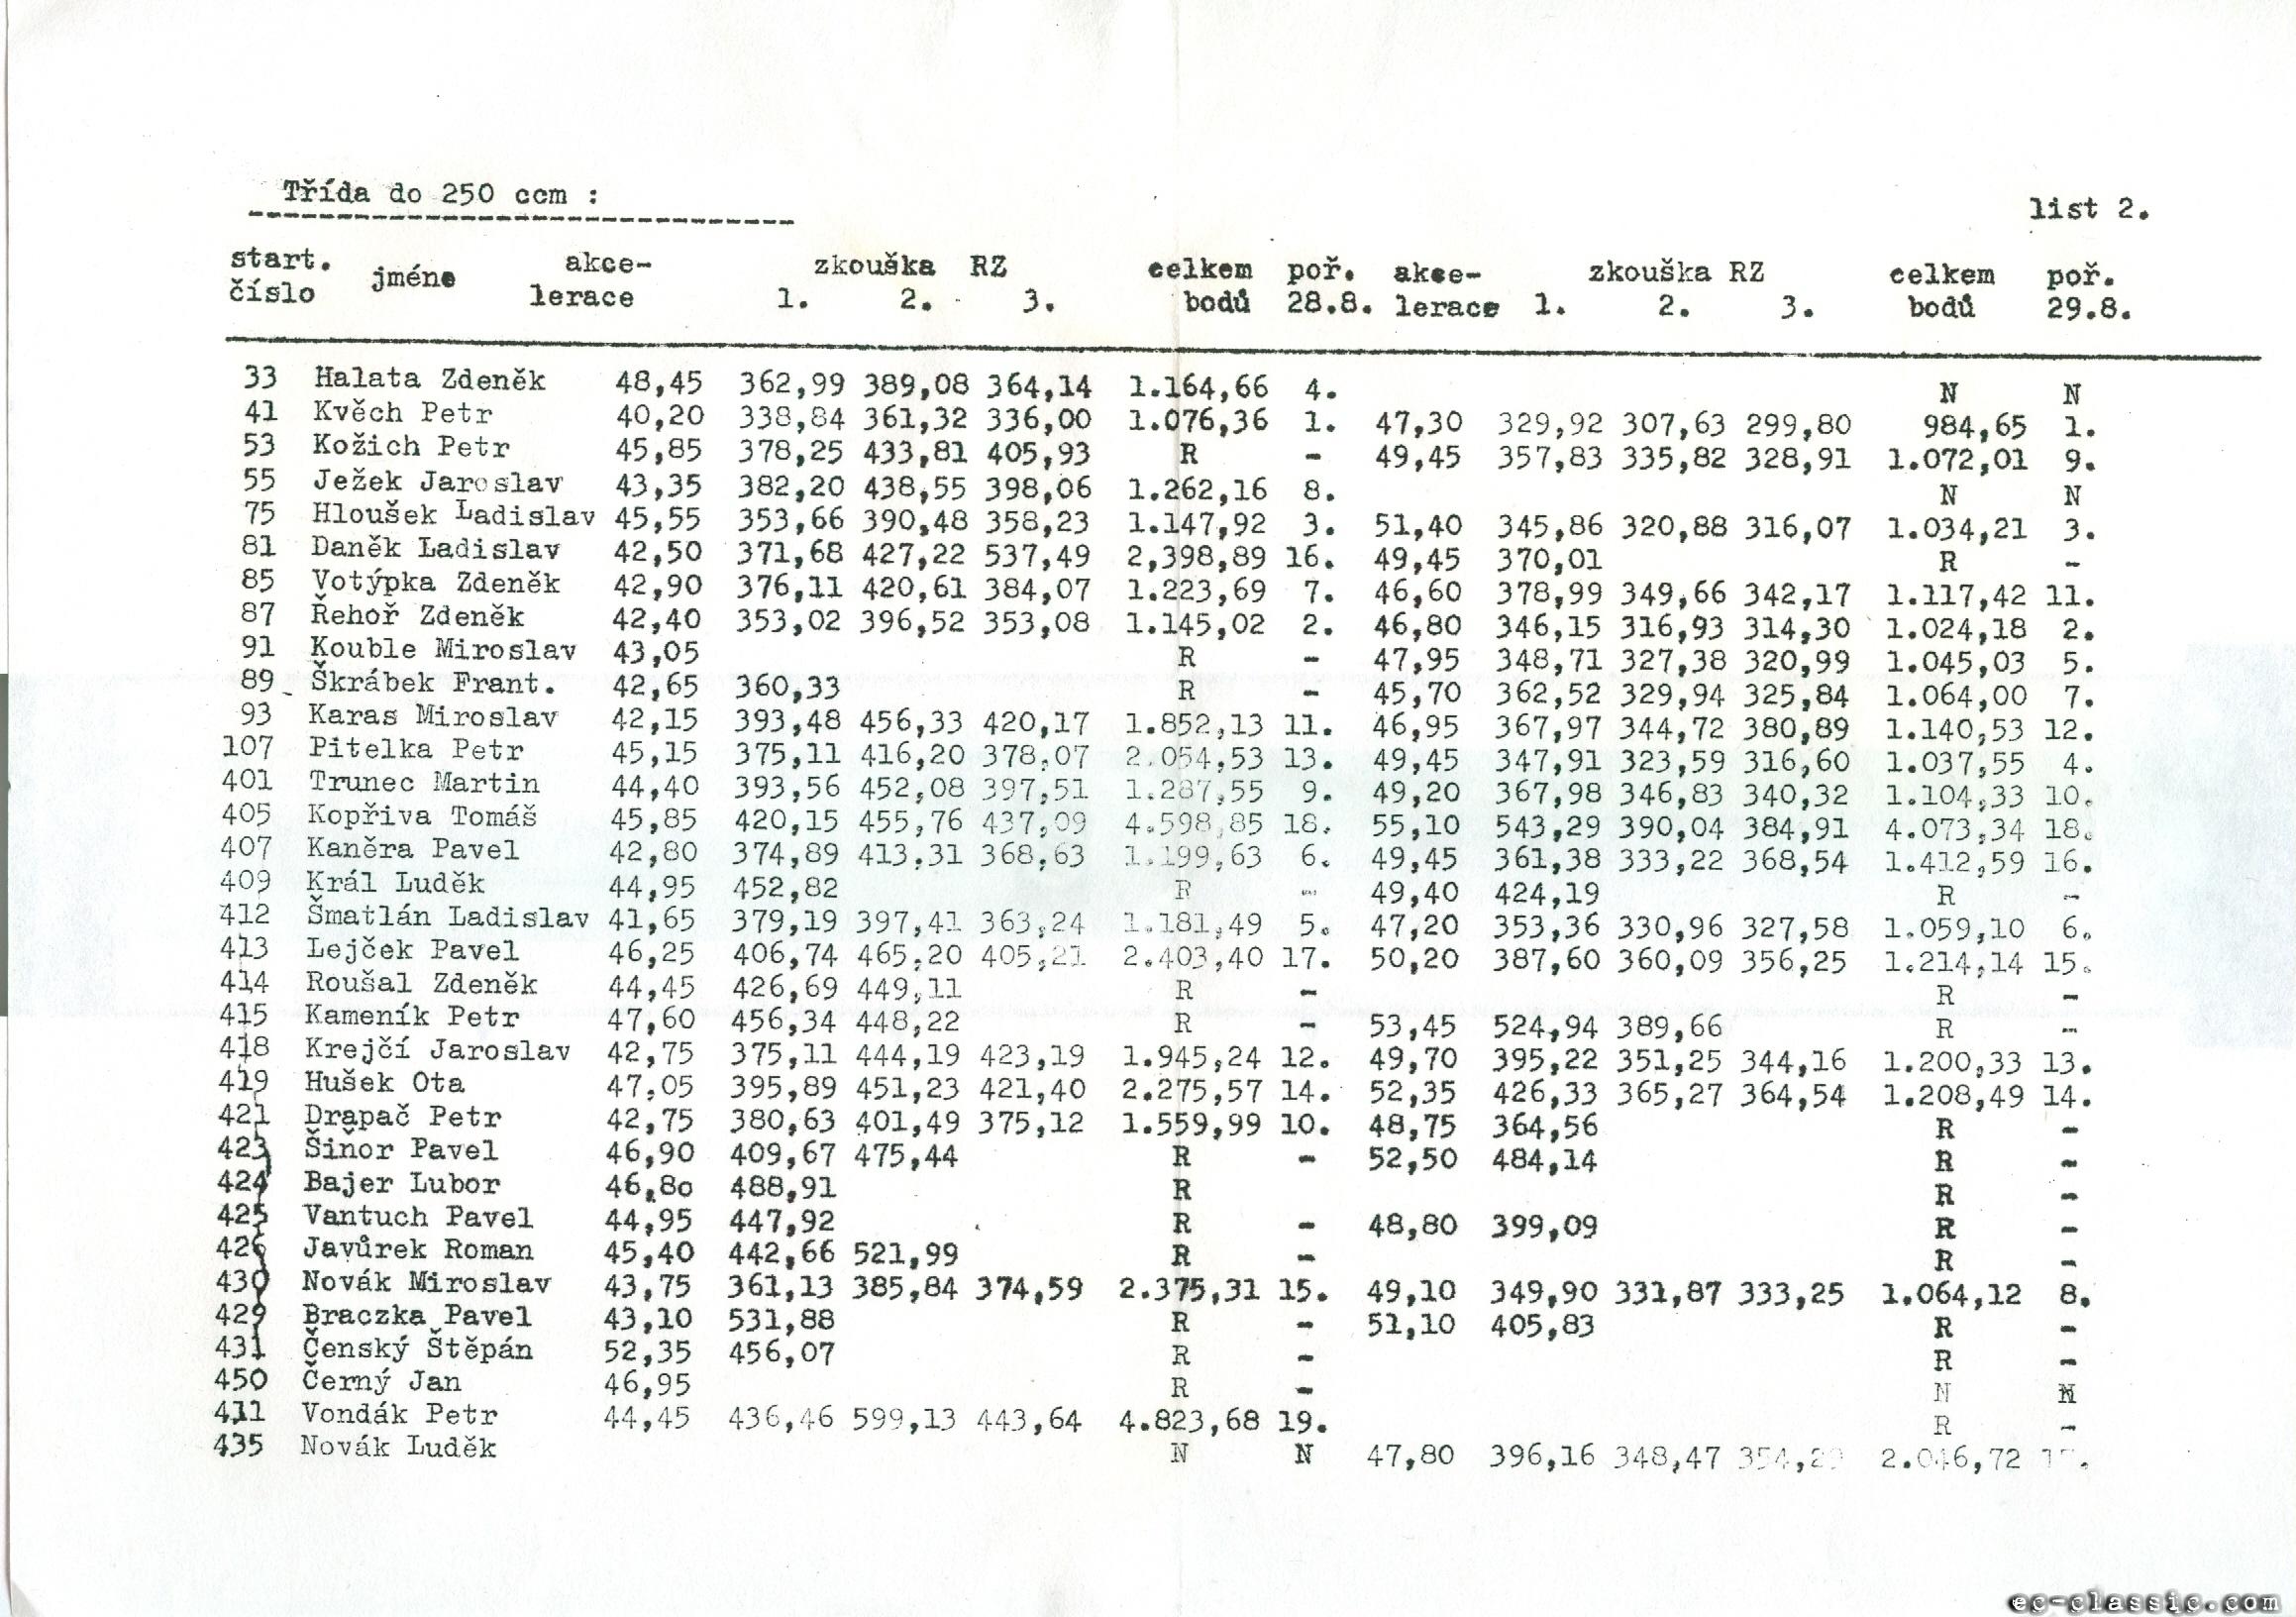 Třída do 250 ccm :
list 2.
start. jméne akce- zkouška RZ celkem poř. akce- zkouška RZ celkem poř.
číslo lerace 1. 2. 3. bodů 28.8. lerace 1. 2. 3. bodů 29.8.
33 Halata Zdeněk 48,45 362,99 389,08 364,14 1.164,66 4. N N
41 Kvěch Petr 40,20 338,84 361,32 336,00 1.076,36 1. 47,30 329,92 307,63 299,80 984,65 1.
53 Kožich Petr 45,85 378,25 433,81 405,93 R - 49,45 357,83 335,82 328,91 1.072,01 9.
55 Ježek Jaroslav 43,35 382,20 438,55 398,06 1.262,16 8. N N
75 Hloušek Ladislav 45,55 353,66 390,48 358,23 1.147,92 3. 51,40 345,86 320,88 316,07 1.034,21 3.
81 Daněk Ladislav 42,50 371,68 427,22 537,49 2,398,89 16. 49,45 370,01 R -
85 Votýpka Zdeněk 42,90 376,11 420,61 384,07 1.223,69 7. 46,60 378,99 349,66 342,17 1.117,42 11.
87 Řehoř Zdeněk 42,40 353,02 396,52 353,08 1.145,02 2. 46,80 346,15 316,93 314,30 1.024,18 2.
91 Kouble Miroslav 43,05 R - 47,95 348,71 327,38 320,99 1.045,03 5.
89 Škrábek Frant. 42,65 360,33 R - 45,70 362,52 329,94 325,84 1.064,00 7.
93 Karas Miroslav 42,15 393,48 456,33 420,17 1.852,13 11. 46,95 367,97 344,72 380,89 1.140,53 12.
107 Pitelka Petr 45,15 375,11 416,20 378,07 2.054,53 13. 49,45 347,91 323,59 316,60 1.037,55 4.
401 Trunec Martin 44,40 393,56 452,08 397,51 1.287,55 9. 49,20 367,98 346,83 340,32 1.104,33 10.
405 Kopřiva Tomáš 45,85 420,15 455,76 437,09 4.598,85 18. 55,10 543,29 390,04 384,91 4.073,34 18.
407 Kaněra Pavel 42,80 374,89 413,31 368,63 1.199,63 6. 49,45 361,38 333,22 368,54 1.412,59 16.
409 Král Luděk 44,95 452,82 R - 49,40 424,19 R -
412 Šmatlán Ladislav 41,65 379,19 397,41 363,24 1.181,49 5. 47,20 353,36 330,96 327,58 1.059,10 6.
413 Lejček Pavel 46,25 406,74 465,20 405,21 2.403,40 17. 50,20 387,60 360,09 356,25 1.214,14 15.
414 Roušal Zdeněk 44,45 426,69 449,11 R - R -
415 Kameník Petr 47,60 456,34 448,22 R - 53,45 524,94 389,66 R -
418 Krejčí Jaroslav 42,75 375,11 444,19 423,19 1.945,24 12. 49,70 395,22 351,25 344,16 1.200,33 13.
419 Hušek Ota 47,05 395,89 451,23 421,40 2.275,57 14. 52,35 426,33 365,27 364,54 1.208,49 14.
421 Drapač Petr 42,75 380,63 401,49 375,12 1.559,99 10. 48,75 364,56 R -
423 Šiňor Pavel 46,90 409,67 475,44 R - 52,50 484,14 R -
424 Bajer Lubor 46,80 488,91 R R -
425 Vantuch Pavel 44,95 447,92 R - 48,80 399,09 R -
426 Javůrek Roman 45,40 442,66 521,99 R - R -
430 Novák Miroslav 43,75 361,13 385,84 374,59 2.375,31 15. 49,10 349,90 331,87 333,25 1.064,12 8.
429 Braczka Pavel 43,10 531,88 R - 51,10 405,83 R -
431 Čenský Štěpán 52,35 456,07 R - R -
450 Černý Jan 46,95 R - N N
411 Vondák Petr 44,45 436,46 599,13 443,64 4.823,68 19. R -
435 Novák Luděk N N 47,80 396,16 348,47 2.046,72
ec-classic.com